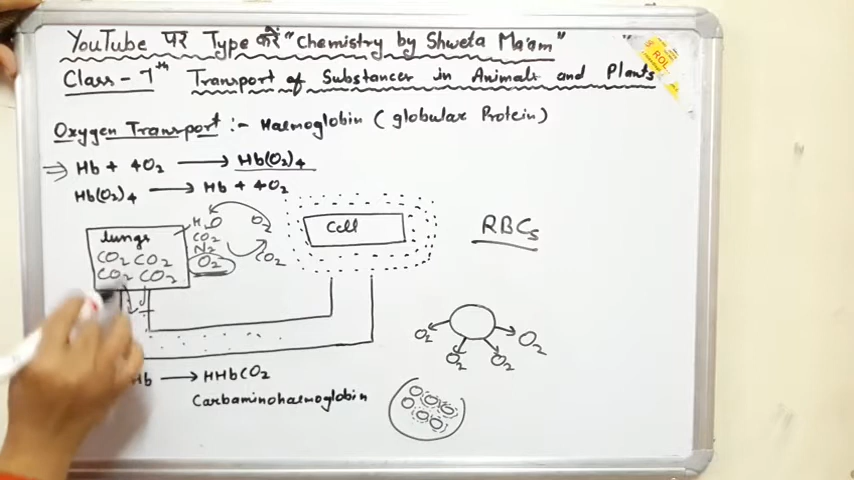 YouTube पर Type करें "Chemistry by Shweta Ma'am"
Class - 7th Transport of Substances in Animals and Plants
Oxygen Transport :- Haemoglobin (globular Protein)
⇒ Hb + 4O2 ⟶ Hb(O2)4
Hb(O2)4 ⟶ Hb + 4O2
lungs
CO2 CO2
CO2 CO2
H2O
CO2
N2
O2
O2
CO2
Cell
RBCs
O2
O2
O2
O2
Hb ⟶ HHbCO2
Carbaminohaemoglobin
ROL